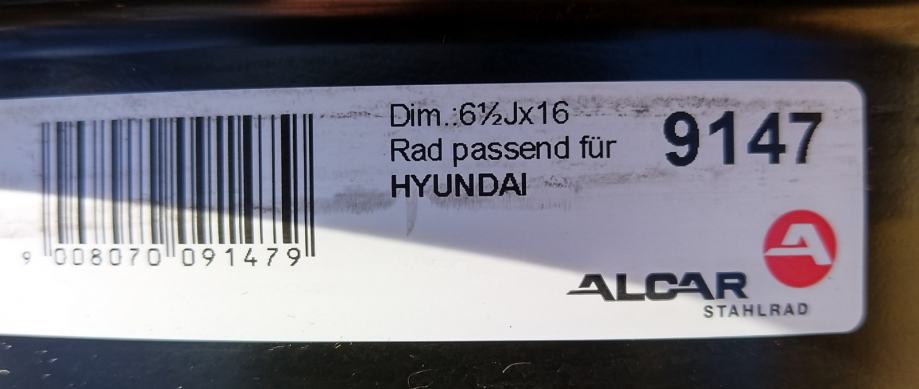 Dim.:6½Jx16
Rad passend für
HYUNDAI
9147
9 008070 091479
ALCAR
STAHLRAD